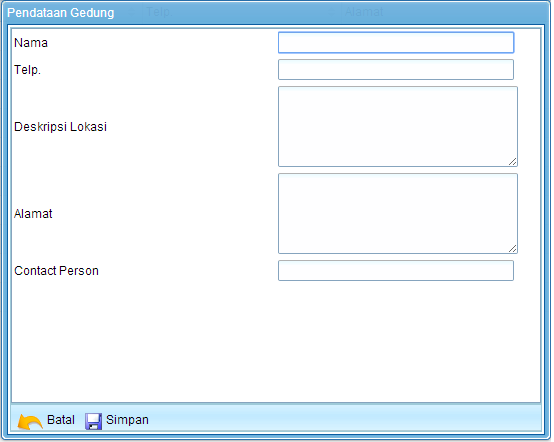 Pendataan Gedung
Nama
Telp.
Deskripsi Lokasi
Alamat
Contact Person
Batal Simpan